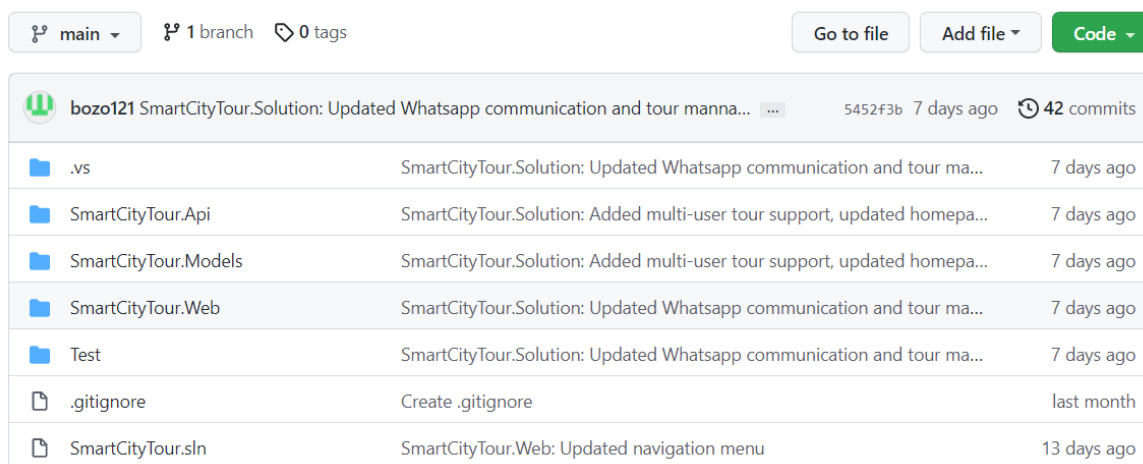 main 1 branch 0 tags Go to file Add file Code
bozo121 SmartCityTour.Solution: Updated Whatsapp communication and tour manna... ... 5452f3b 7 days ago 42 commits
.vs SmartCityTour.Solution: Updated Whatsapp communication and tour ma... 7 days ago
SmartCityTour.Api SmartCityTour.Solution: Added multi-user tour support, updated homepa... 7 days ago
SmartCityTour.Models SmartCityTour.Solution: Added multi-user tour support, updated homepa... 7 days ago
SmartCityTour.Web SmartCityTour.Solution: Updated Whatsapp communication and tour ma... 7 days ago
Test SmartCityTour.Solution: Updated Whatsapp communication and tour ma... 7 days ago
.gitignore Create .gitignore last month
SmartCityTour.sln SmartCityTour.Web: Updated navigation menu 13 days ago